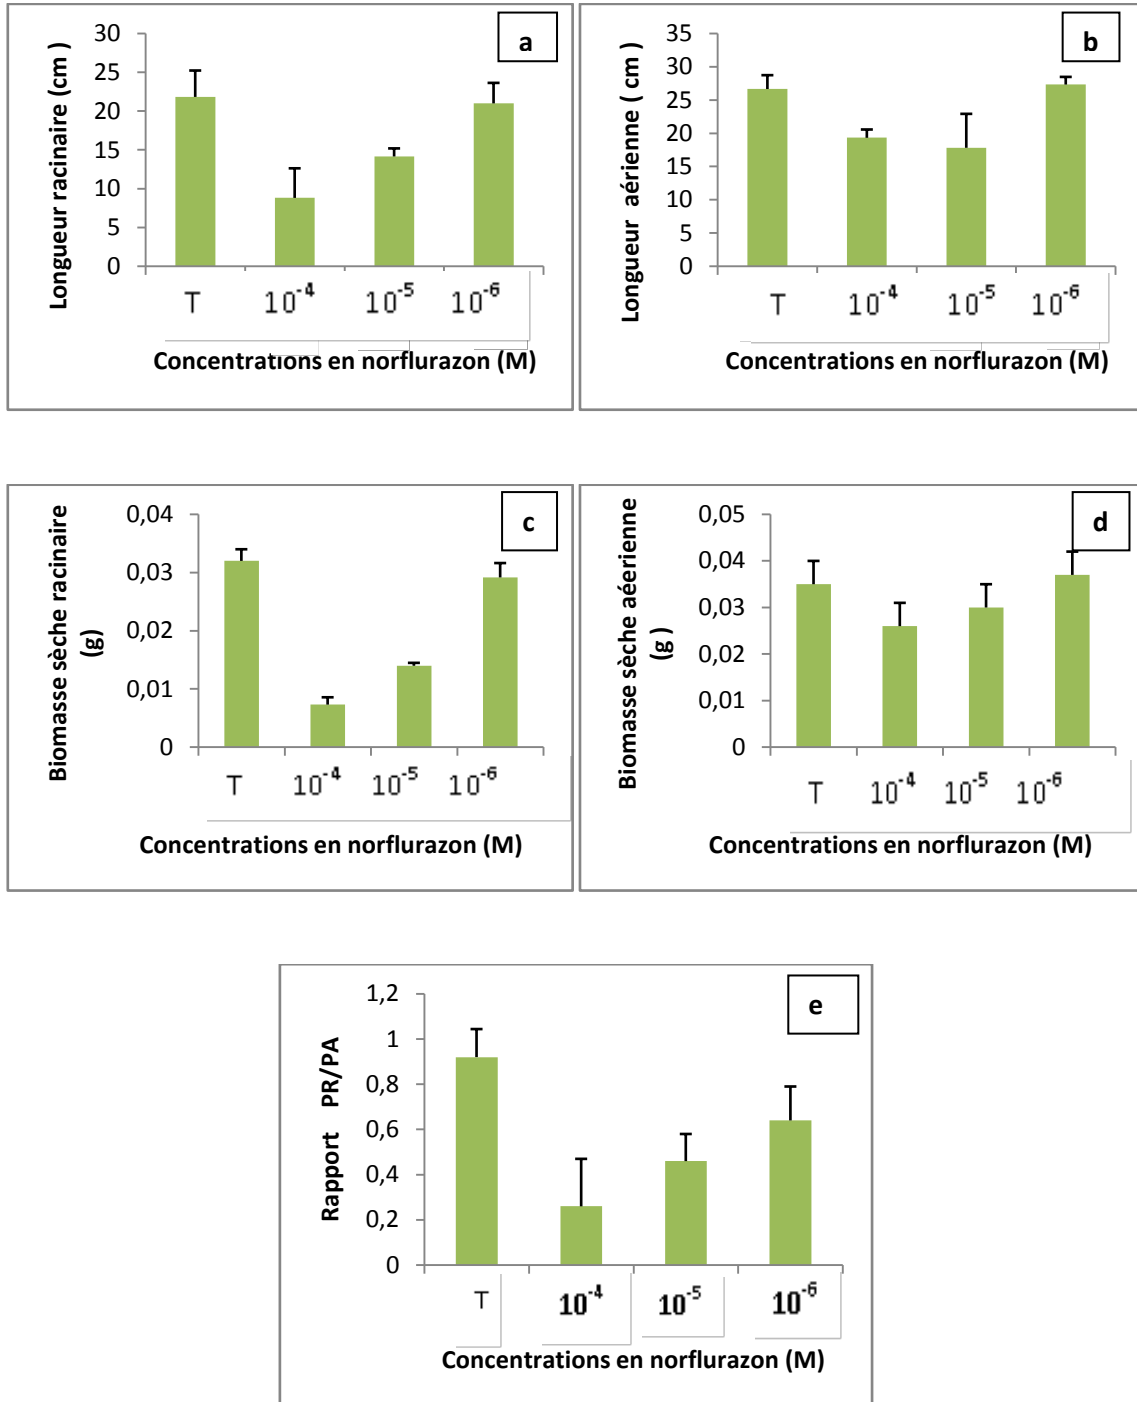 a
Longueur racinaire (cm )
30
25
20
15
10
5
0
T 10⁻⁴ 10⁻⁵ 10⁻⁶
Concentrations en norflurazon (M)
b
Longueur aérienne ( cm )
35
30
25
20
15
10
5
0
T 10⁻⁴ 10⁻⁵ 10⁻⁶
Concentrations en norflurazon (M)
c
Biomasse sèche racinaire
(g)
0,04
0,03
0,02
0,01
0
T 10⁻⁴ 10⁻⁵ 10⁻⁶
Concentrations en norflurazon (M)
d
Biomasse sèche aéerienne
(g )
0,05
0,04
0,03
0,02
0,01
0
T 10⁻⁴ 10⁻⁵ 10⁻⁶
Concentrations en norflurazon (M)
e
Rapport PR/PA
1,2
1
0,8
0,6
0,4
0,2
0
T 10⁻⁴ 10⁻⁵ 10⁻⁶
Concentrations en norflurazon (M)